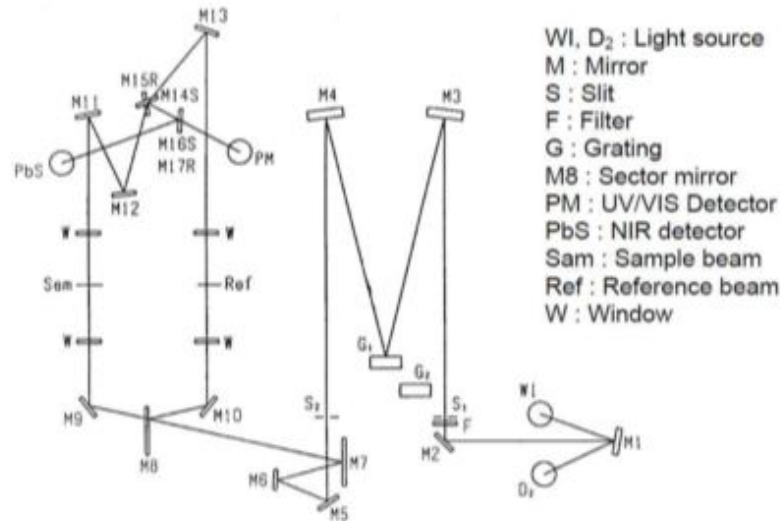 M13
M15R
M14S
M11
M16S
M17R
PbS
PM
M12
W
W
Sam
Ref
W
W
M9
M10
M8
M4
M3
G₁
G₂
S₂
S₁
F
WI
M2
M1
D₂
M7
M6
M5
WI, D₂ : Light source
M : Mirror
S : Slit
F : Filter
G : Grating
M8 : Sector mirror
PM : UV/VIS Detector
PbS : NIR detector
Sam : Sample beam
Ref : Reference beam
W : Window